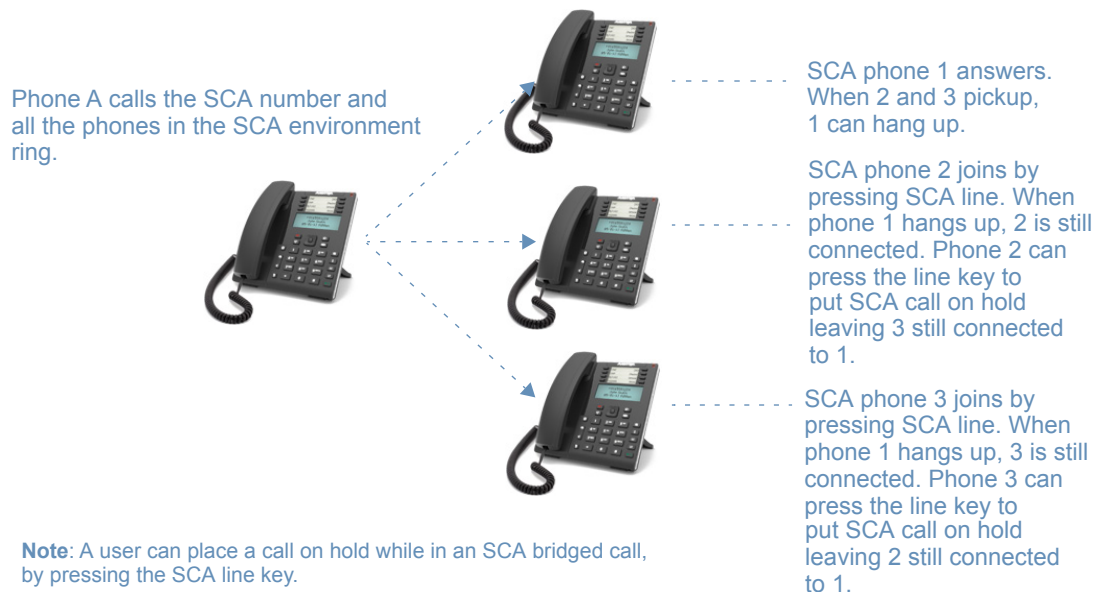 Phone A calls the SCA number and
all the phones in the SCA environment
ring.
SCA phone 1 answers.
When 2 and 3 pickup,
1 can hang up.
SCA phone 2 joins by
pressing SCA line. When
phone 1 hangs up, 2 is still
connected. Phone 2 can
press the line key to
put SCA call on hold
leaving 3 still connected
to 1.
SCA phone 3 joins by
pressing SCA line. When
phone 1 hangs up, 3 is still
connected. Phone 3 can
press the line key to
put SCA call on hold
leaving 2 still connected
to 1.
Note: A user can place a call on hold while in an SCA bridged call,
by pressing the SCA line key.